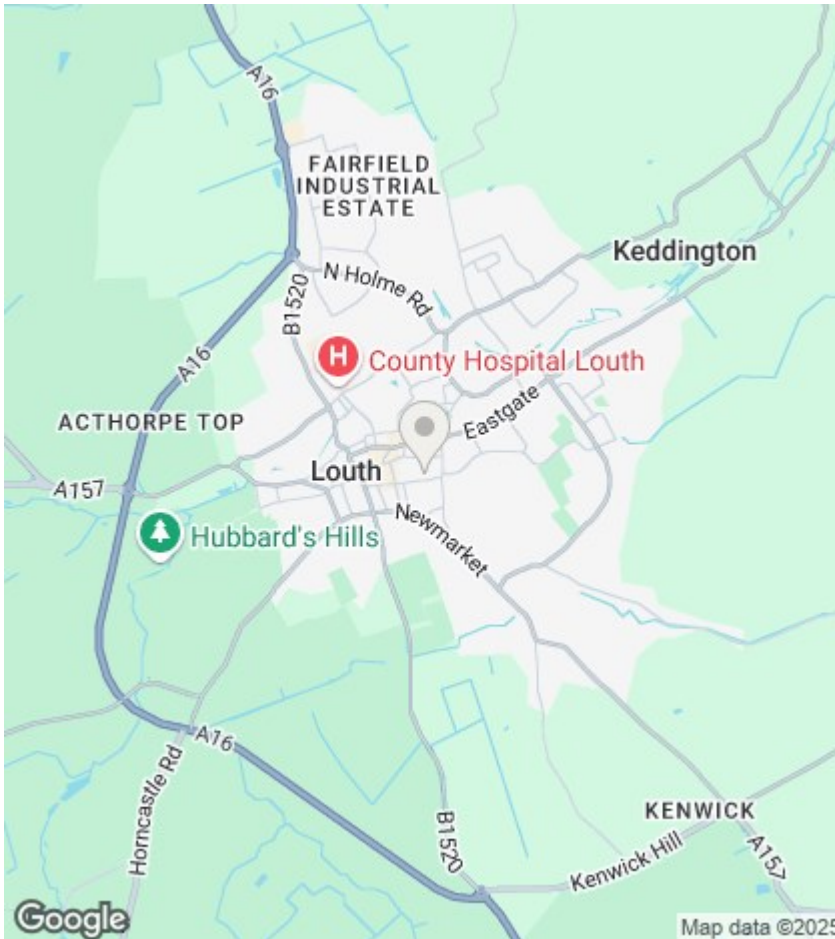 A16
FAIRFIELD
INDUSTRIAL
ESTATE
Keddington
N Holme Rd
B1520
A16
H
County Hospital Louth
ACTHORPE TOP
Eastgate
Louth
A157
Newmarket
Hubbard's Hills
A16
Horncastle Rd
KENWICK
B1520
A157
Kenwick Hill
Google
Map data ©2025